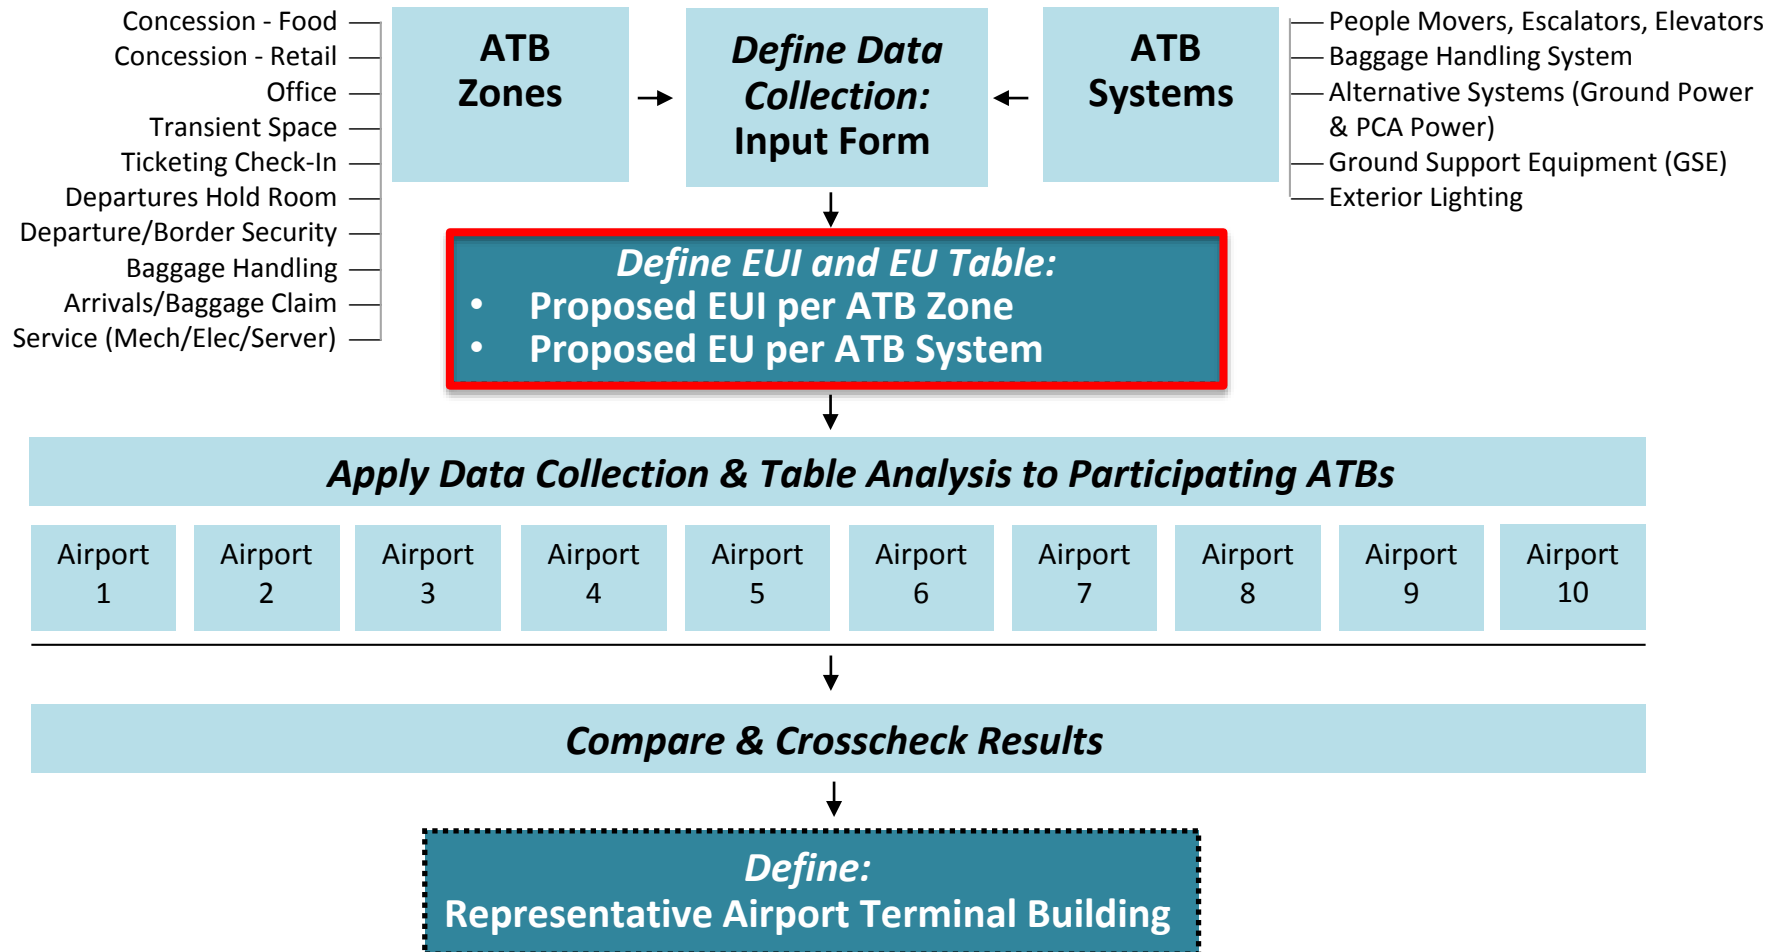 Concession - Food
Concession - Retail
Office
Transient Space
Ticketing Check-In
Departures Hold Room
Departure/Border Security
Baggage Handling
Arrivals/Baggage Claim
Service (Mech/Elec/Server)
ATB
Zones
Define Data
Collection:
Input Form
ATB
Systems
People Movers, Escalators, Elevators
Baggage Handling System
Alternative Systems (Ground Power
& PCA Power)
Ground Support Equipment (GSE)
Exterior Lighting
Define EUI and EU Table:
• Proposed EUI per ATB Zone
• Proposed EU per ATB System
Apply Data Collection & Table Analysis to Participating ATBs
Airport
1
Airport
2
Airport
3
Airport
4
Airport
5
Airport
6
Airport
7
Airport
8
Airport
9
Airport
10
Compare & Crosscheck Results
Define:
Representative Airport Terminal Building